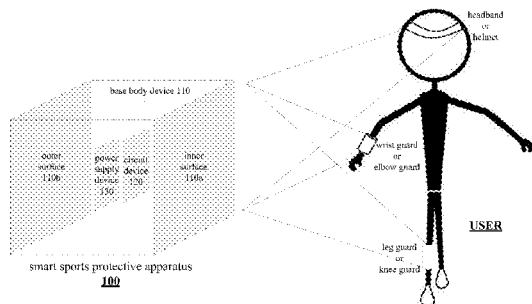 headband
or
helmet
base body device 110
outer
surface
110b
power
supply
device
130
circuit
device
120
inner
surface
110a
wrist guard
or
elbow guard
leg guard
or
knee guard
USER
smart sports protective apparatus
100